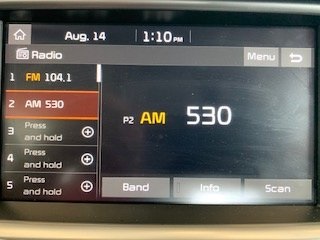 Aug. 14 1:10 PM
Radio Menu
1 FM 104.1
2 AM 530
3 Press and hold
4 Press and hold
5 Press and hold
P2 AM 530
Band Info Scan